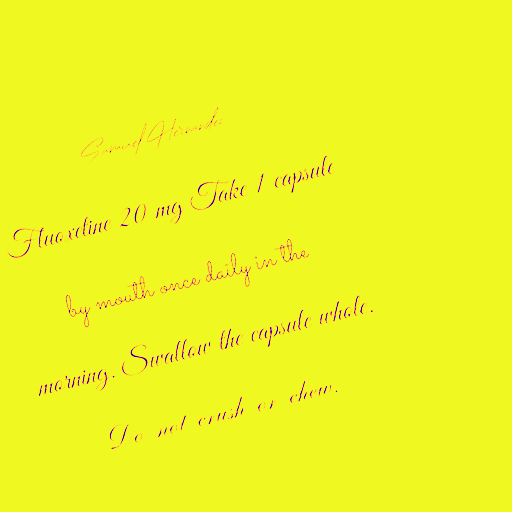 Samuel Hernandez
Fluoxetine 20 mg Take 1 capsule
by mouth once daily in the
morning. Swallow the capsule whole.
Do not crush or chew.